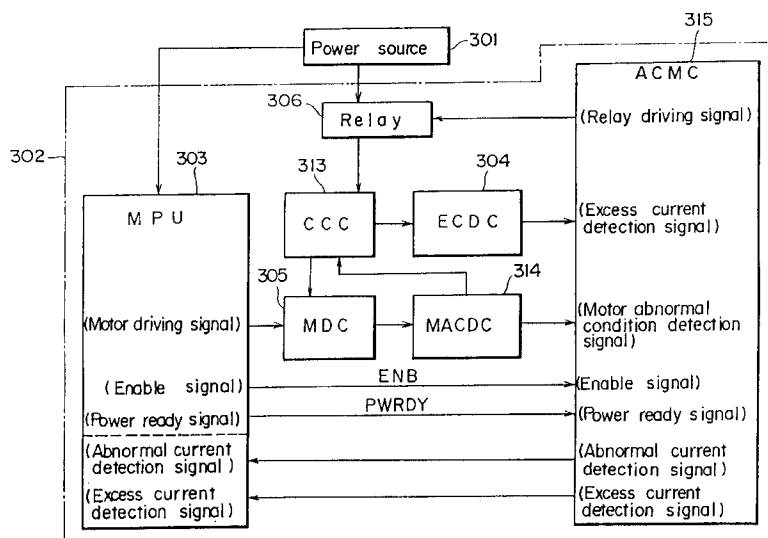 Power source
301
315
ACMC
306
Relay
(Relay driving signal)
302
303
313
304
MPU
CCC
ECDC
(Excess current
detection signal)
305
314
(Motor driving signal)
MDC
MACDC
(Motor abnormal
condition detection
signal)
(Enable signal)
ENB
(Enable signal)
(Power ready signal)
PWRDY
(Power ready signal)
(Abnormal current
detection signal)
(Abnormal current
detection signal)
(Excess current
detection signal)
(Excess current
detection signal)